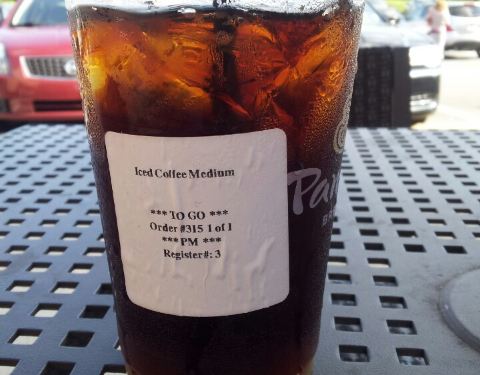 Iced Coffee Medium
*** TO GO ***
Order #315 1 of 1
*** PM ***
Register#: 3